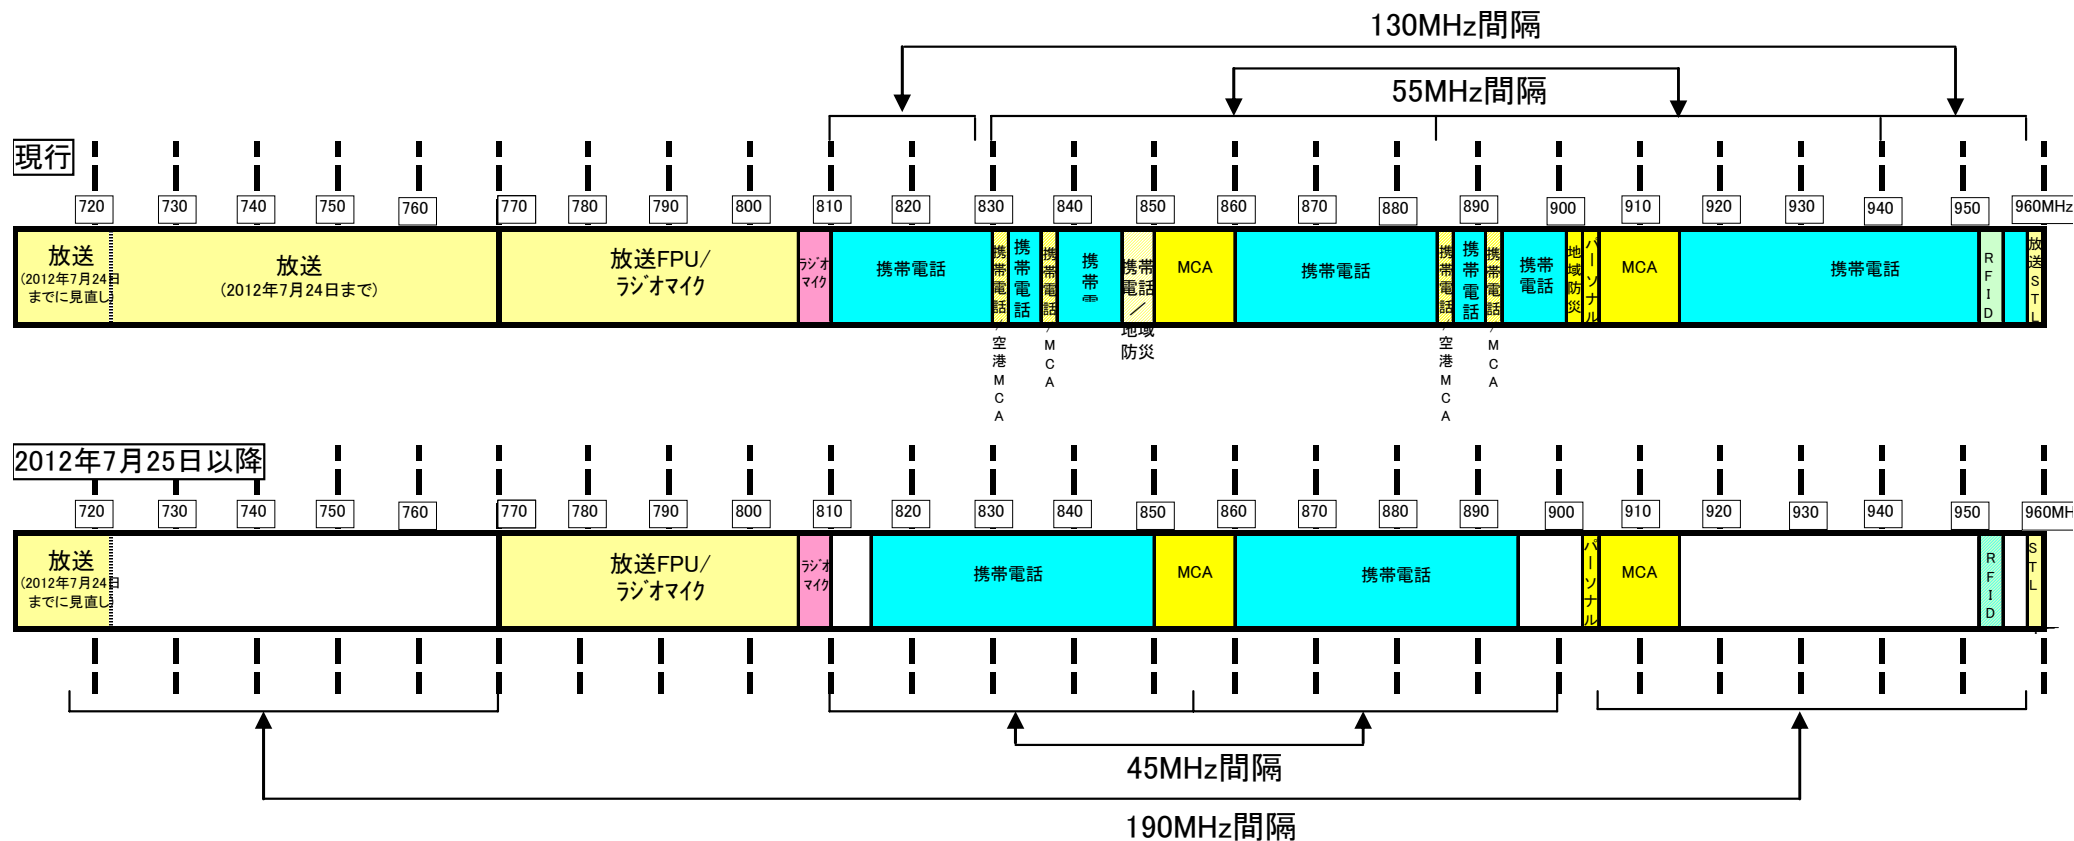 130MHz間隔
55MHz間隔
現行
720 730 740 750 760 770 780 790 800 810 820 830 840 850 860 870 880 890 900 910 920 930 940 950 960MHz
放送
(2012年7月24日
までに見直し)
放送
(2012年7月24日まで)
放送FPU/
ラジオマイク
ラジオ
マイク
携帯電話
携帯電話/空港MCA
携帯電話
携帯電話/MCA
携帯電
携帯
電話
/
地域
防災
MCA
携帯電話
携帯電話/空港MCA
携帯電話
携帯電話/MCA
携帯
電話
地域防災
パーソナル
MCA
携帯電話
RFID
放送STL
2012年7月25日以降
720 730 740 750 760 770 780 790 800 810 820 830 840 850 860 870 880 890 900 910 920 930 940 950 960MH
放送
(2012年7月24日
までに見直し)
放送FPU/
ラジオマイク
ラジオ
マイク
携帯電話
MCA
携帯電話
パーソナル
MCA
RFID
STL
45MHz間隔
190MHz間隔